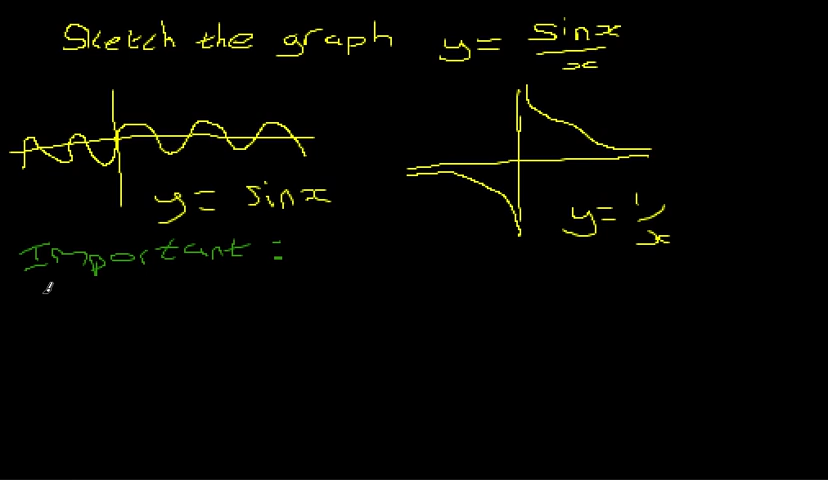 Sketch the graph y = sinx/x
y = sinx
y = 1/x
Important :